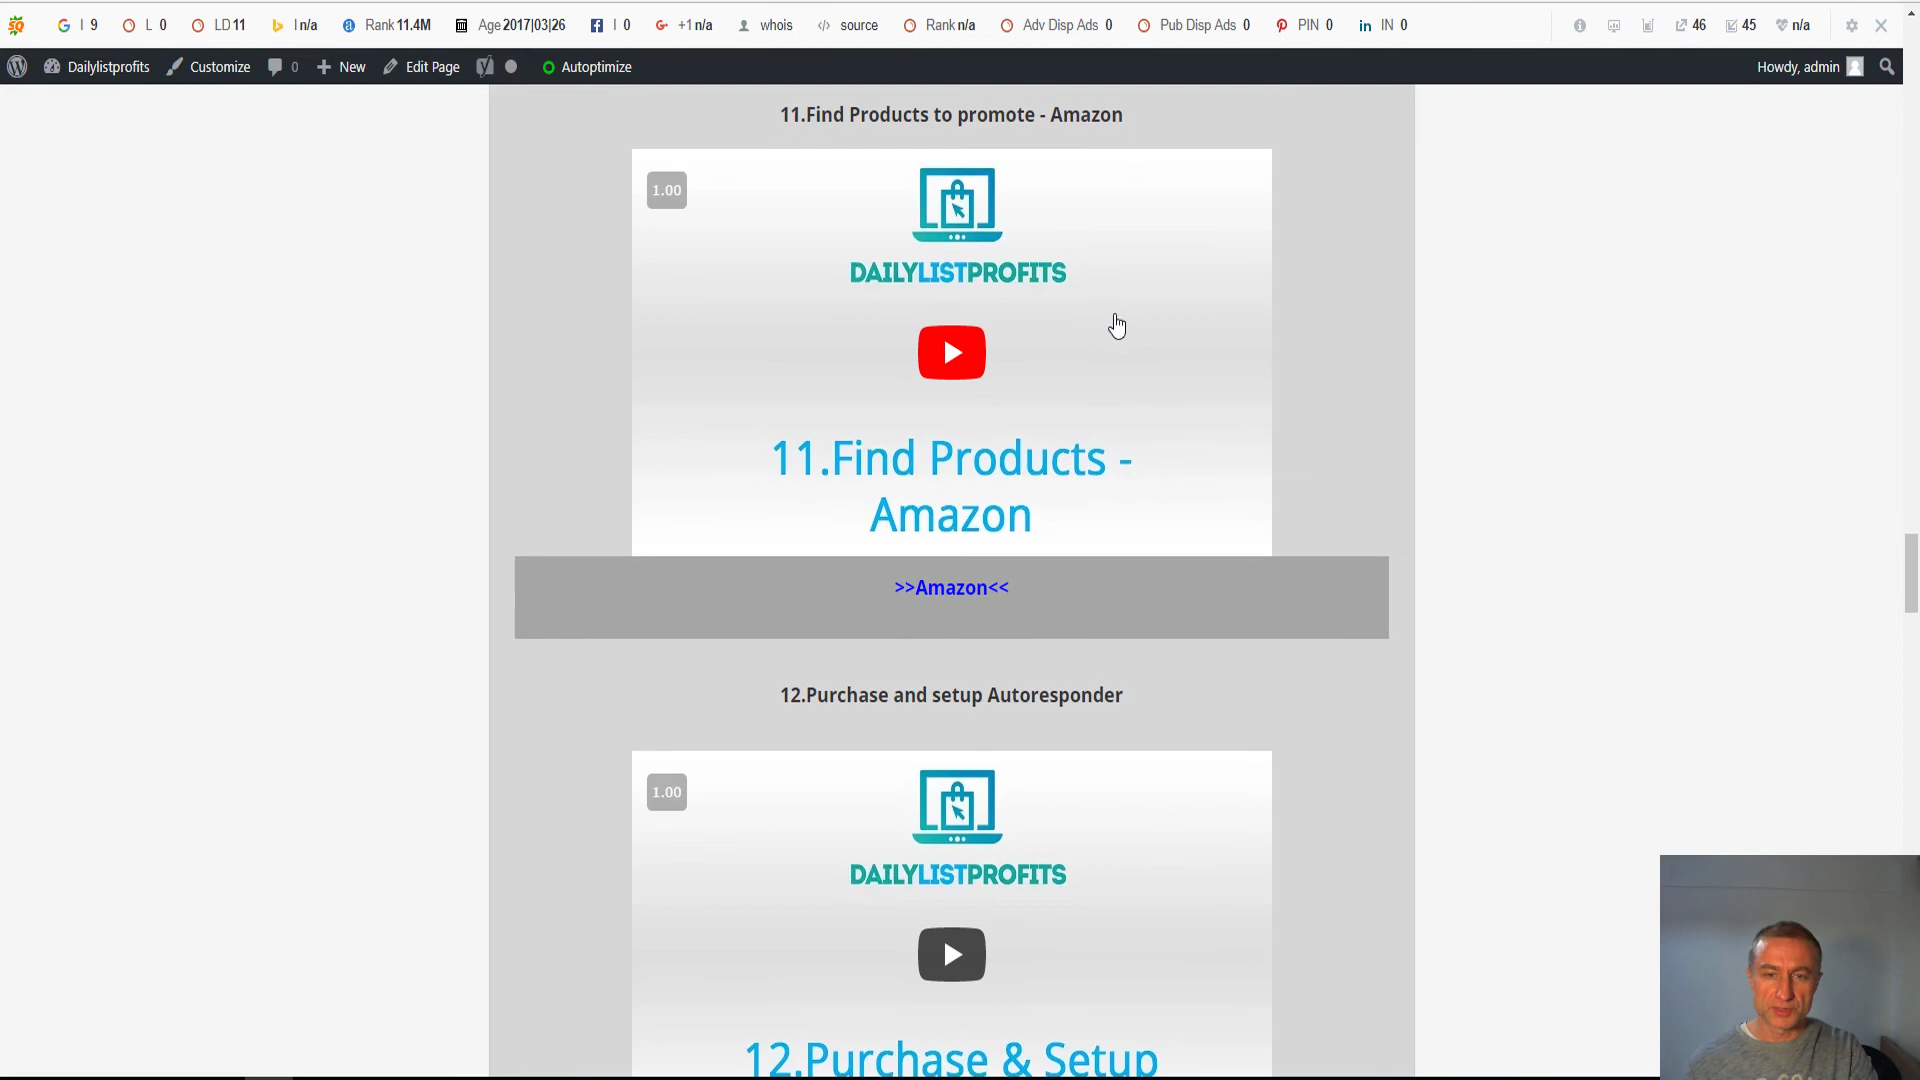 I 9 L 0 LD 11 I n/a Rank 11.4M Age 2017|03|26 I 0 +1 n/a whois source Rank n/a Adv Disp Ads 0 Pub Disp Ads 0 PIN 0 IN 0 46 45 n/a
Dailylistprofits Customize 0 New Edit Page Autoptimize Howdy, admin
11.Find Products to promote - Amazon
1.00
DAILYLISTPROFITS
11.Find Products -
Amazon
>>Amazon<<
12.Purchase and setup Autoresponder
1.00
DAILYLISTPROFITS
12.Purchase & Setup